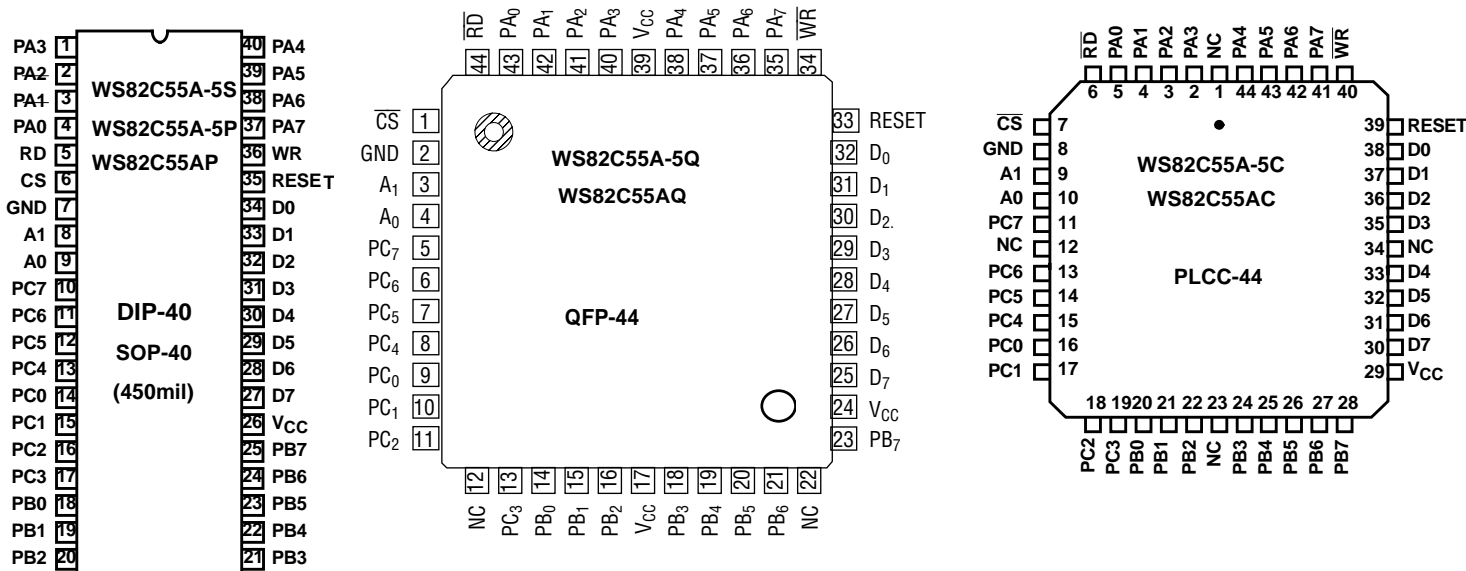 PA3 1 40 PA4
PA2 2 39 PA5
PA1 3 38 PA6
PA0 4 37 PA7
RD 5 36 WR
CS 6 35 RESET
GND 7 34 D0
A1 8 33 D1
A0 9 32 D2
PC7 10 31 D3
PC6 11 30 D4
PC5 12 29 D5
PC4 13 28 D6
PC0 14 27 D7
PC1 15 26 VCC
PC2 16 25 PB7
PC3 17 24 PB6
PB0 18 23 PB5
PB1 19 22 PB4
PB2 20 21 PB3
WS82C55A-5S
WS82C55A-5P
WS82C55AP
DIP-40
SOP-40
(450mil)
RD PA0 PA1 PA2 PA3 VCC PA4 PA5 PA6 PA7 WR
44 43 42 41 40 39 38 37 36 35 34
CS 1 33 RESET
GND 2 32 D0
A1 3 31 D1
A0 4 30 D2.
PC7 5 29 D3
PC6 6 28 D4
PC5 7 27 D5
PC4 8 26 D6
PC0 9 25 D7
PC1 10 24 VCC
PC2 11 23 PB7
WS82C55A-5Q
WS82C55AQ
QFP-44
12 13 14 15 16 17 18 19 20 21 22
NC PC3 PB0 PB1 PB2 VCC PB3 PB4 PB5 PB6 NC
RD PA0 PA1 PA2 PA3 NC PA4 PA5 PA6 PA7 WR
6 5 4 3 2 1 44 43 42 41 40
CS 7 39 RESET
GND 8 38 D0
A1 9 37 D1
A0 10 36 D2
PC7 11 35 D3
NC 12 34 NC
PC6 13 33 D4
PC5 14 32 D5
PC4 15 31 D6
PC0 16 30 D7
PC1 17 29 VCC
WS82C55A-5C
WS82C55AC
PLCC-44
18 19 20 21 22 23 24 25 26 27 28
PC2 PC3 PB0 PB1 PB2 NC PB3 PB4 PB5 PB6 PB7